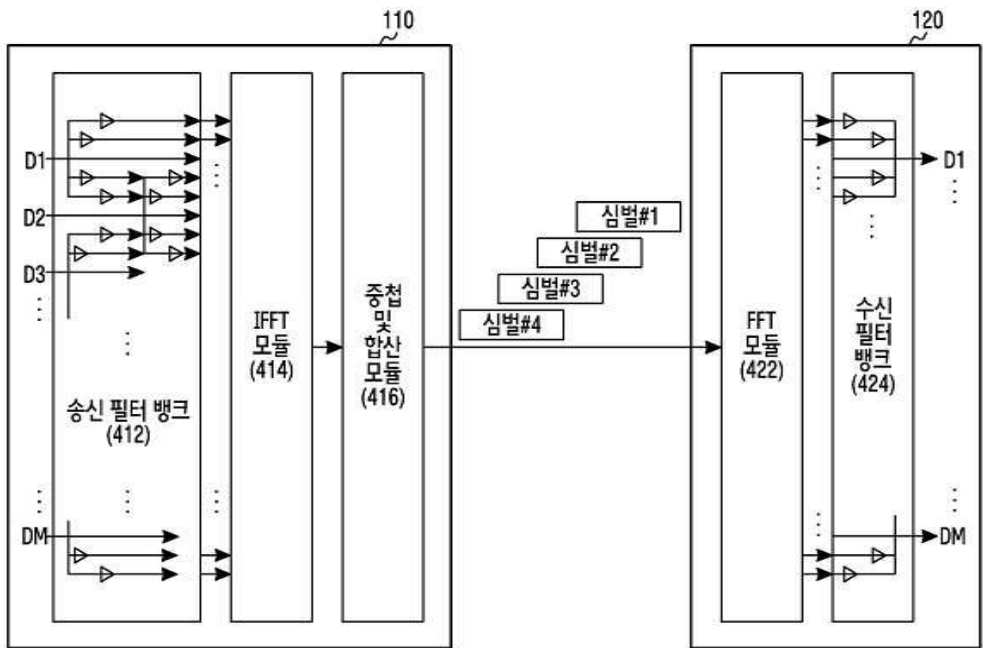 110
120
D1
D2
D3
DM
송신 필터 뱅크
(412)
IFFT
모듈
(414)
중첩
및
합산
모듈
(416)
심벌#1
심벌#2
심벌#3
심벌#4
FFT
모듈
(422)
수신
필터
뱅크
(424)
D1
DM